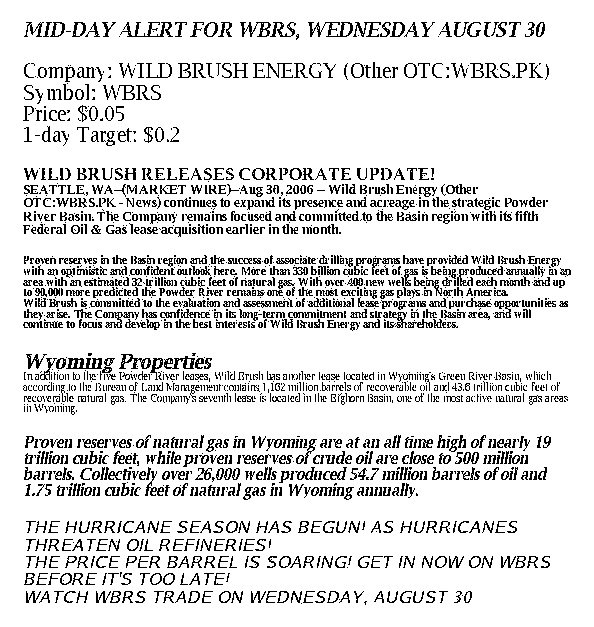 MID-DAY ALERT FOR WBRS, WEDNESDAY AUGUST 30
Company: WILD BRUSH ENERGY (Other OTC:WBRS.PK)
Symbol: WBRS
Price: $0.05
1-day Target: $0.2
WILD BRUSH RELEASES CORPORATE UPDATE!
SEATTLE, WA--(MARKET WIRE)--Aug 30, 2006 -- Wild Brush Energy (Other
OTC:WBRS.PK - News) continues to expand its presence and acreage in the strategic Powder
River Basin. The Company remains focused and committed to the Basin region with its fifth
Federal Oil & Gas lease acquisition earlier in the month.
Proven reserves in the Basin region and the success of associate drilling programs have provided Wild Brush Energy
with an optimistic and confident outlook here. More than 330 billion cubic feet of gas is being produced annually in an
area with an estimated 32 trillion cubic feet of natural gas. With over 400 new wells being drilled each month and up
to 90,000 more predicted the Powder River remains one of the most exciting gas plays in North America.
Wild Brush is committed to the evaluation and assessment of additional lease programs and purchase opportunities as
they arise. The Company has confidence in its long-term commitment and strategy in the Basin area, and will
continue to focus and develop in the best interests of Wild Brush Energy and its shareholders.
Wyoming Properties
In addition to the five Powder River leases, Wild Brush has another lease located in Wyoming's Green River Basin, which
according to the Bureau of Land Management contains 1,162 million barrels of recoverable oil and 43.6 trillion cubic feet of
recoverable natural gas. The Company's seventh lease is located in the Bighorn Basin, one of the most active natural gas areas
in Wyoming.
Proven reserves of natural gas in Wyoming are at an all time high of nearly 19
trillion cubic feet, while proven reserves of crude oil are close to 500 million
barrels. Collectively over 26,000 wells produced 54.7 million barrels of oil and
1.75 trillion cubic feet of natural gas in Wyoming annually.
THE HURRICANE SEASON HAS BEGUN! AS HURRICANES
THREATEN OIL REFINERIES!
THE PRICE PER BARREL IS SOARING! GET IN NOW ON WBRS
BEFORE IT'S TOO LATE!
WATCH WBRS TRADE ON WEDNESDAY, AUGUST 30